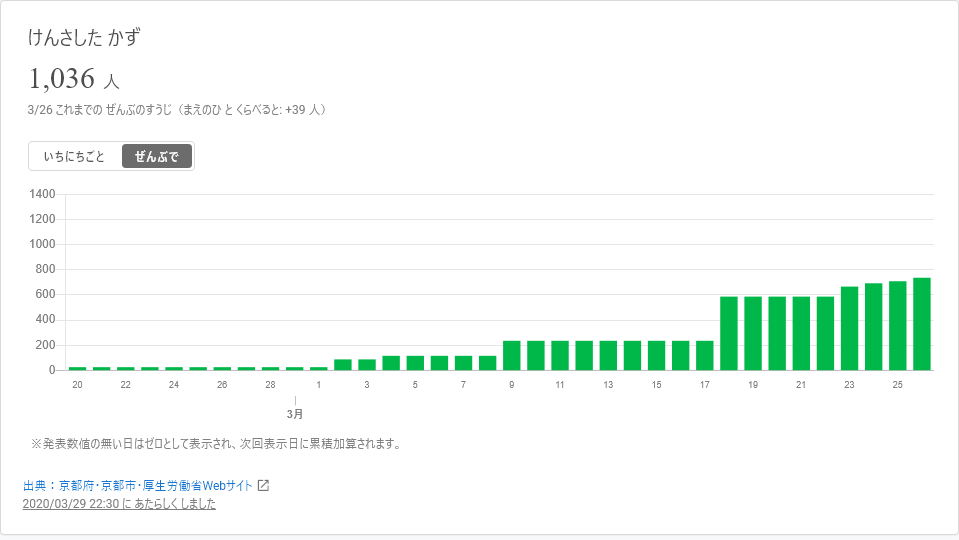 けんさした かず
1,036 人
3/26 これまでの ぜんぶのすうじ（まえのひ と くらべると: +39 人）
いちにちごと ぜんぶで
1400
1200
1000
800
600
400
200
0
20 22 24 26 28 1 3 5 7 9 11 13 15 17 19 21 23 25
3月
※発表数値の無い日はゼロとして表示され、次回表示日に累積加算されます。
出典：京都府・京都市・厚生労働省Webサイト
2020/03/29 22:30 に あたらしく しました